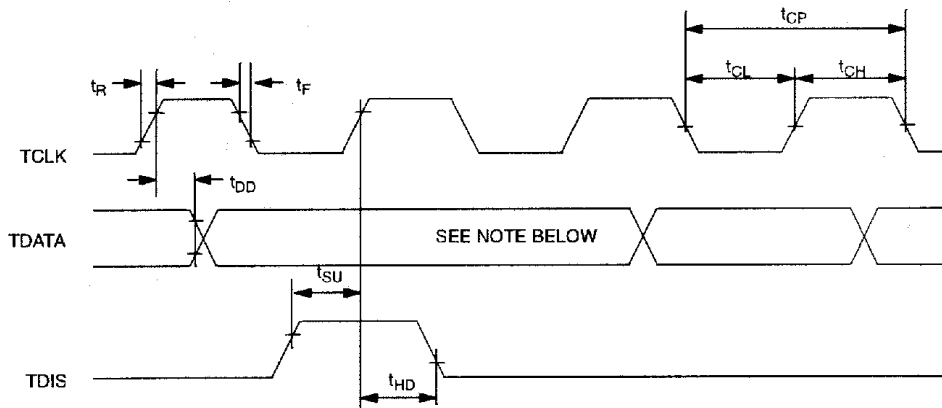 tCP
tR
tF
tCL
tCH
TCLK
tDD
TDATA
SEE NOTE BELOW
tSU
TDIS
tHD